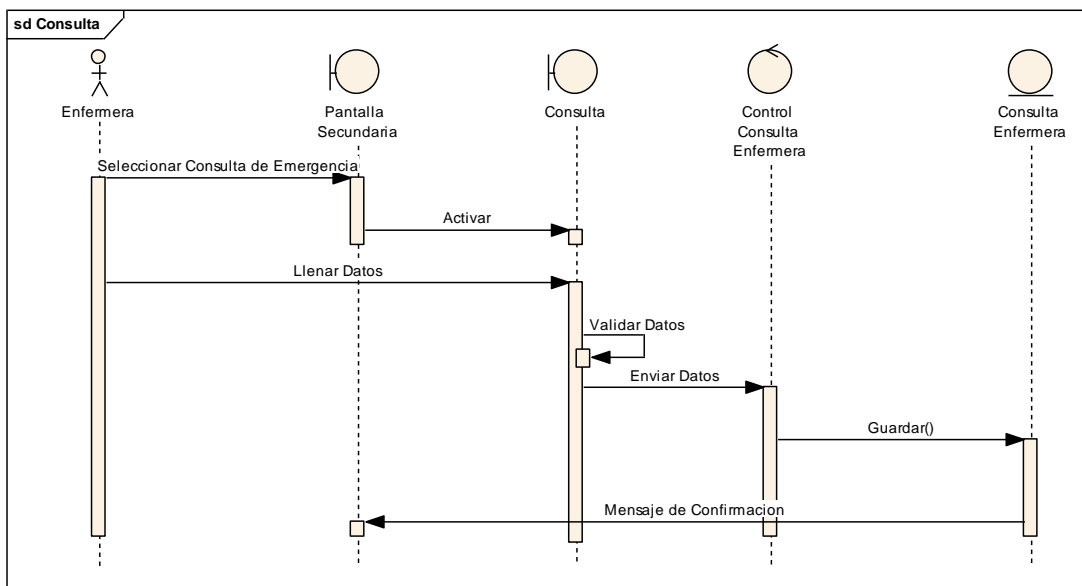 sd Consulta
Enfermera
Pantalla
Secundaria
Consulta
Control
Consulta
Enfermera
Consulta
Enfermera
Seleccionar Consulta de Emergencia
Activar
Llenar Datos
Validar Datos
Enviar Datos
Guardar()
Mensaje de Confirmacion